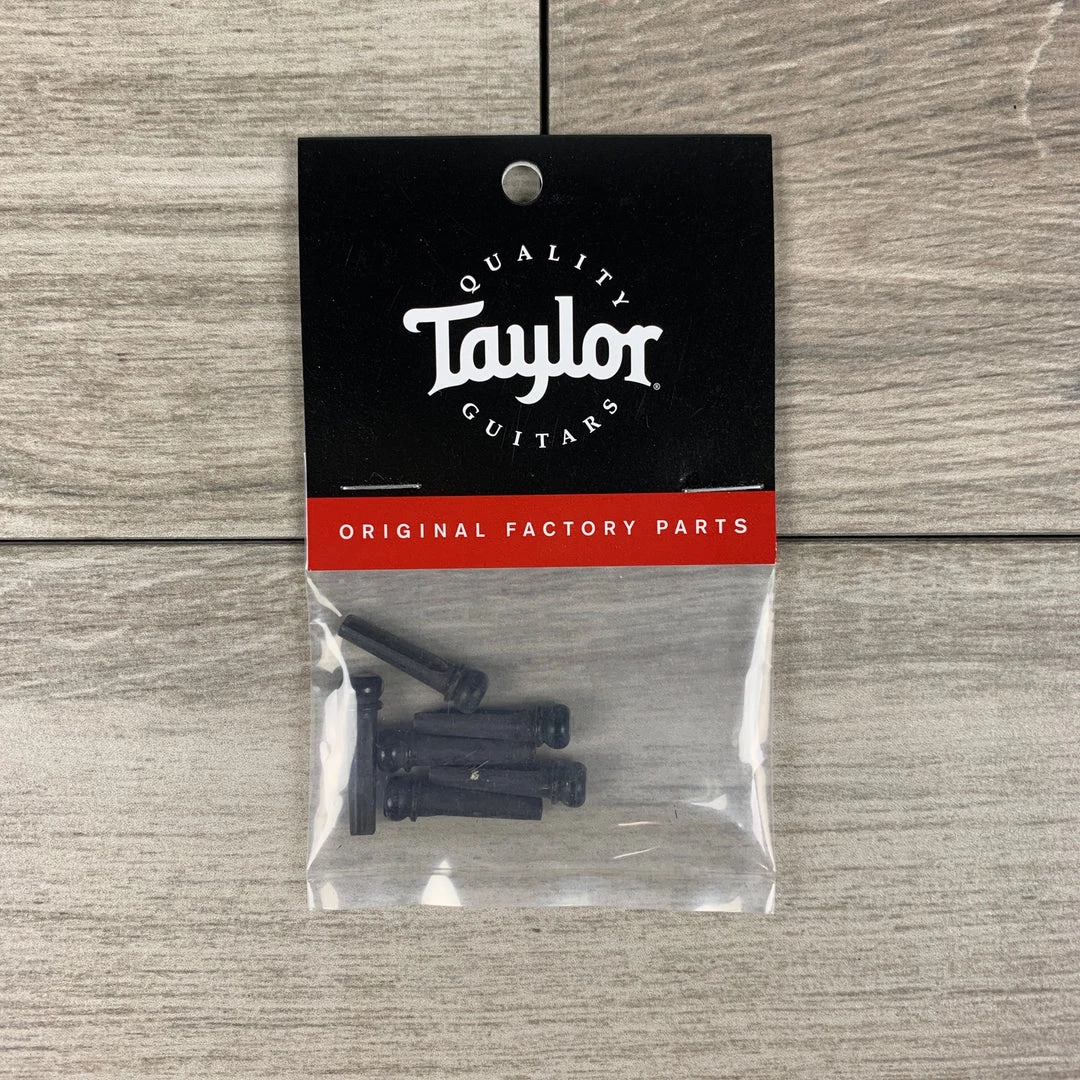 QUALITY
Taylor®
GUITARS
ORIGINAL FACTORY PARTS